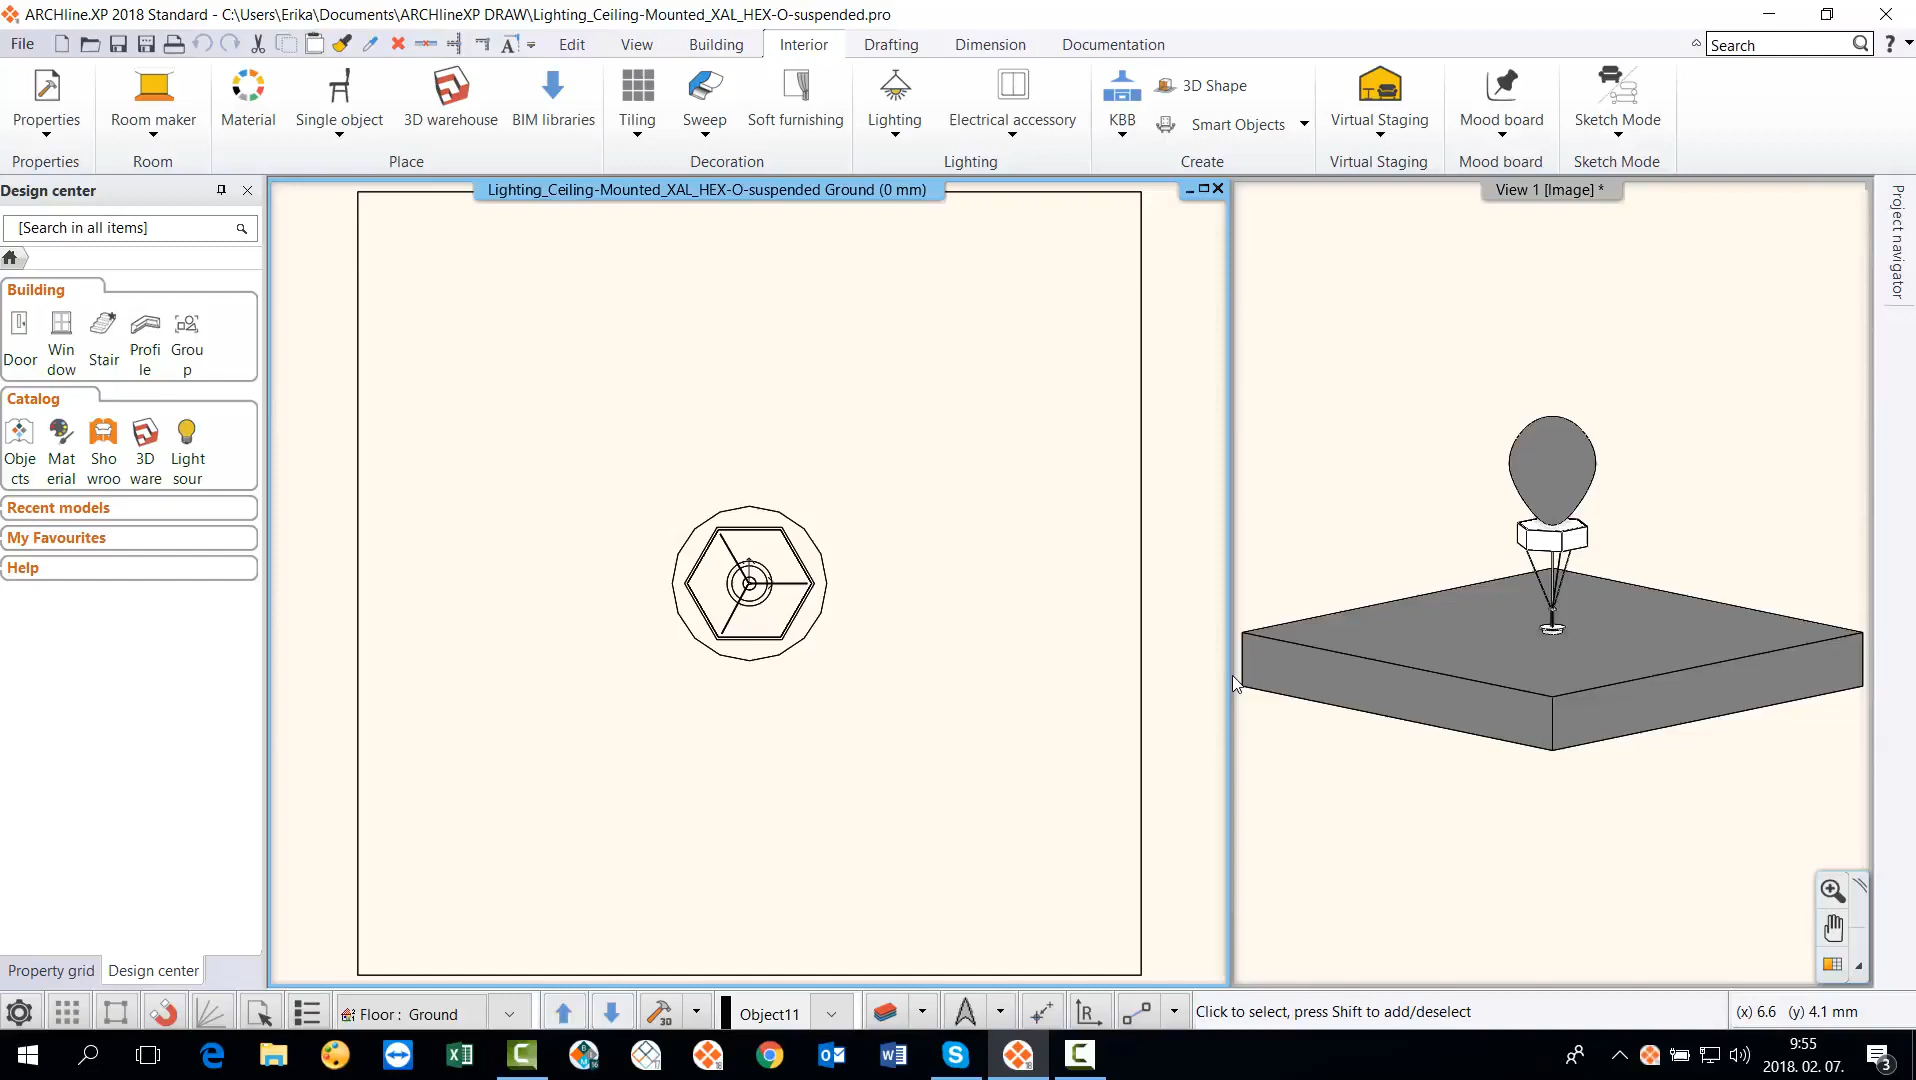 ARCHline.XP 2018 Standard - C:\Users\Erika\Documents\ARCHlineXP DRAW\Lighting_Ceiling-Mounted_XAL_HEX-O-suspended.pro
File Edit View Building Interior Drafting Dimension Documentation Search ?
Properties Room maker Material Single object 3D warehouse BIM libraries Tiling Sweep Soft furnishing Lighting Electrical accessory KBB 3D Shape Smart Objects Virtual Staging Mood board Sketch Mode
Properties Room Place Decoration Lighting Create Virtual Staging Mood board Sketch Mode
Design center
Lighting_Ceiling-Mounted_XAL_HEX-O-suspended Ground (0 mm)
View 1 [Image] *
Project navigator
[Search in all items]
Building
Door Win Stair Profi Grou
dow le p
Catalog
Obje Mat Sho 3D Light
cts erial wroo ware sour
Recent models
My Favourites
Help
Property grid Design center
Floor : Ground
3D
Object11
R
Click to select, press Shift to add/deselect
(x) 6.6 (y) 4.1 mm
9:55
2018. 02. 07.
3